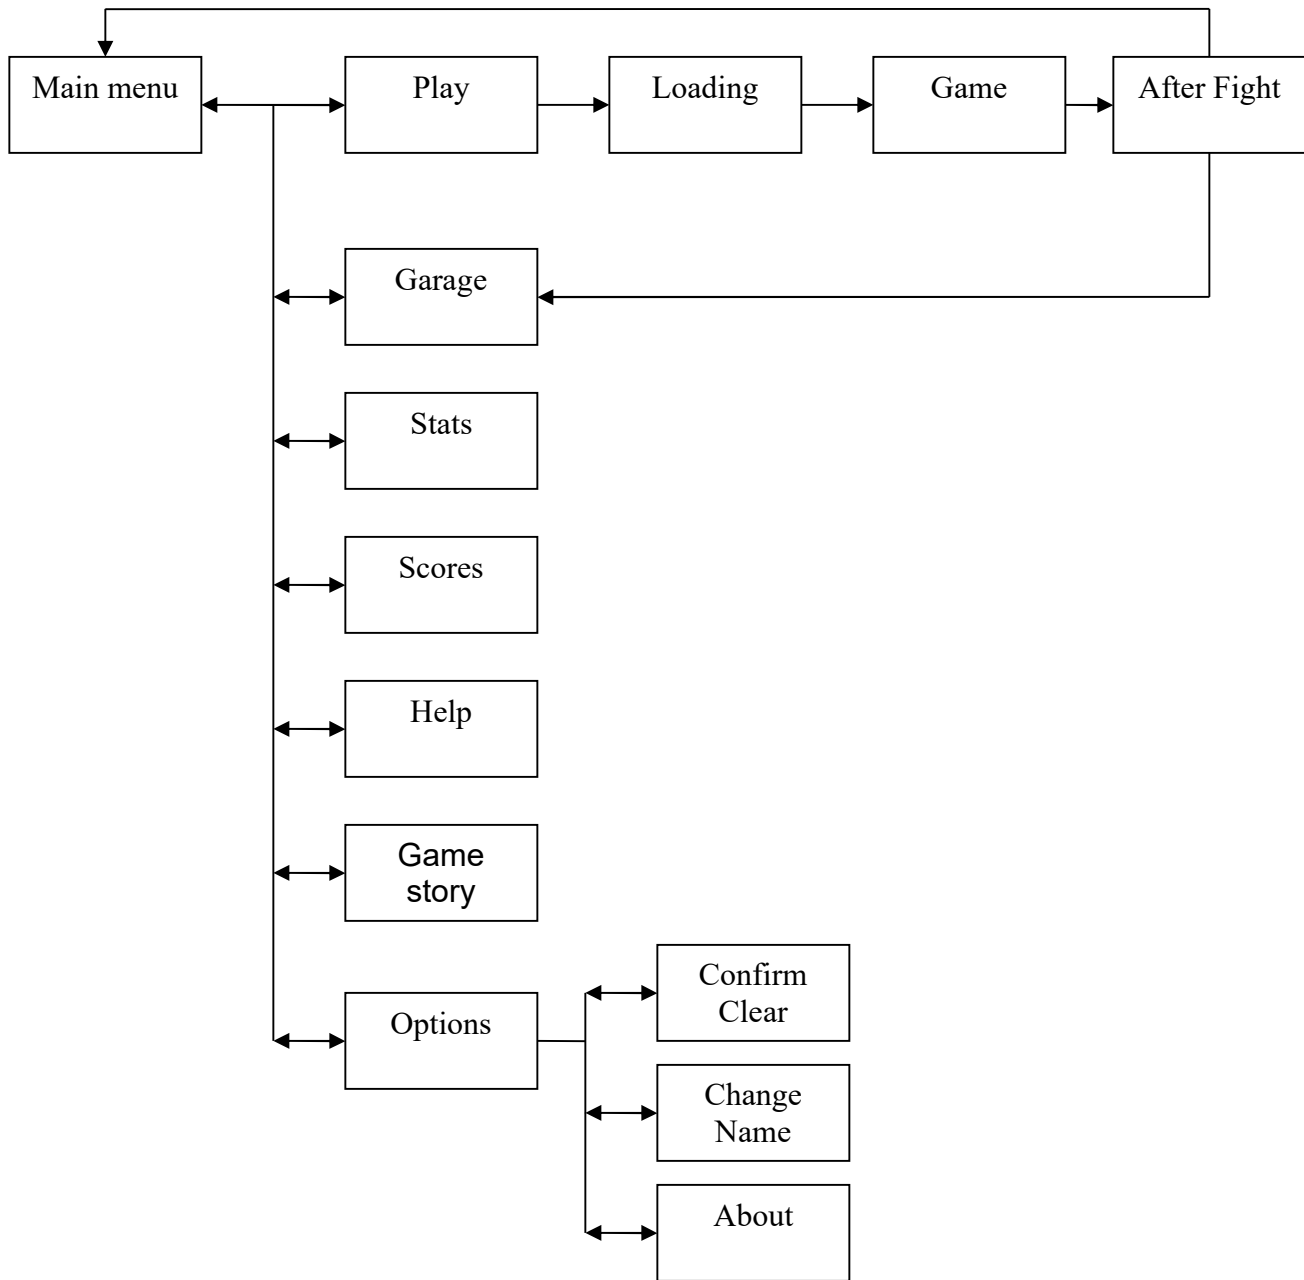 Main menu
Play
Loading
Game
After Fight
Garage
Stats
Scores
Help
Game
story
Options
Confirm
Clear
Change
Name
About